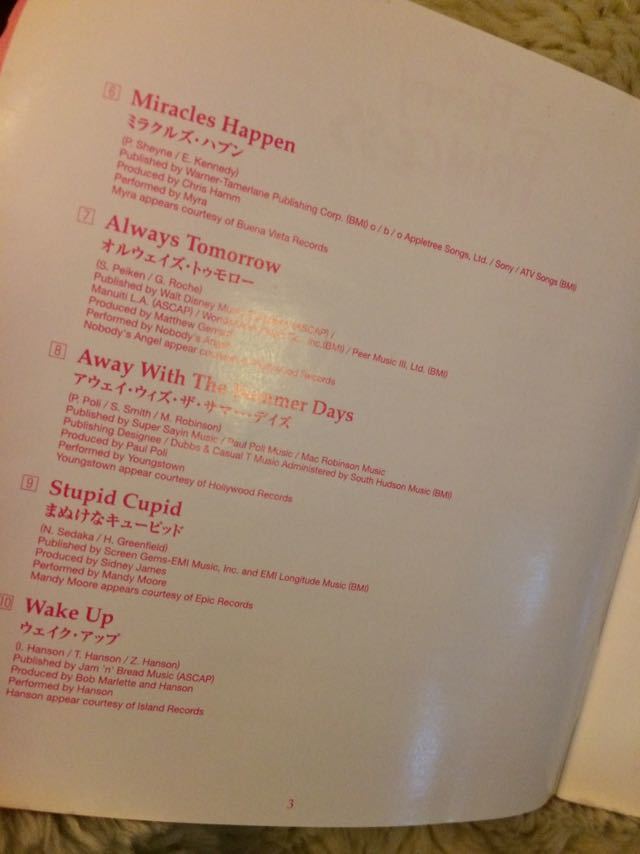 6 Miracles Happen
ミラクルズ・ハプン
(P. Sheyne / E. Kennedy)
Published by Warner-Tamerlane Publishing Corp. (BMI) o / b / o Appletree Songs, Ltd. / Sony / ATV Songs (BMI)
Produced by Chris Hamm
Performed by Myra
Myra appears courtesy of Buena Vista Records
7 Always Tomorrow
オルウェイズ・トゥモロー
(S. Peiken / G. Roche)
Published by Walt Disney Music (ASCAP) /
Manuiti L.A. (ASCAP) / Inc.(BMI) / Peer Music III, Ltd. (BMI)
Produced by Matthew
Performed by Nobody's Angel
Nobody's Angel appear Records
8 Away With The Summer Days
アウェイ・ウィズ・ザ・サマー・デイズ
(P. Poli / S. Smith / M. Robinson)
Published by Super Sayin Music / Paul Poli Music / Mac Robinson Music
Publishing Designee / Dubbs & Casual T Music Administered by South Hudson Music (BMI)
Produced by Paul Poli
Performed by Youngstown
Youngstown appear courtesy of Hollywood Records
9 Stupid Cupid
まぬけなキューピッド
(N. Sedaka / H. Greenfield)
Published by Screen Gems-EMI Music, Inc. and EMI Longitude Music (BMI)
Produced by Sidney James
Performed by Mandy Moore
Mandy Moore appears courtesy of Epic Records
10 Wake Up
ウェイク・アップ
(I. Hanson / T. Hanson / Z. Hanson)
Published by Jam 'n' Bread Music (ASCAP)
Produced by Bob Marlette and Hanson
Performed by Hanson
Hanson appear courtesy of Island Records
3